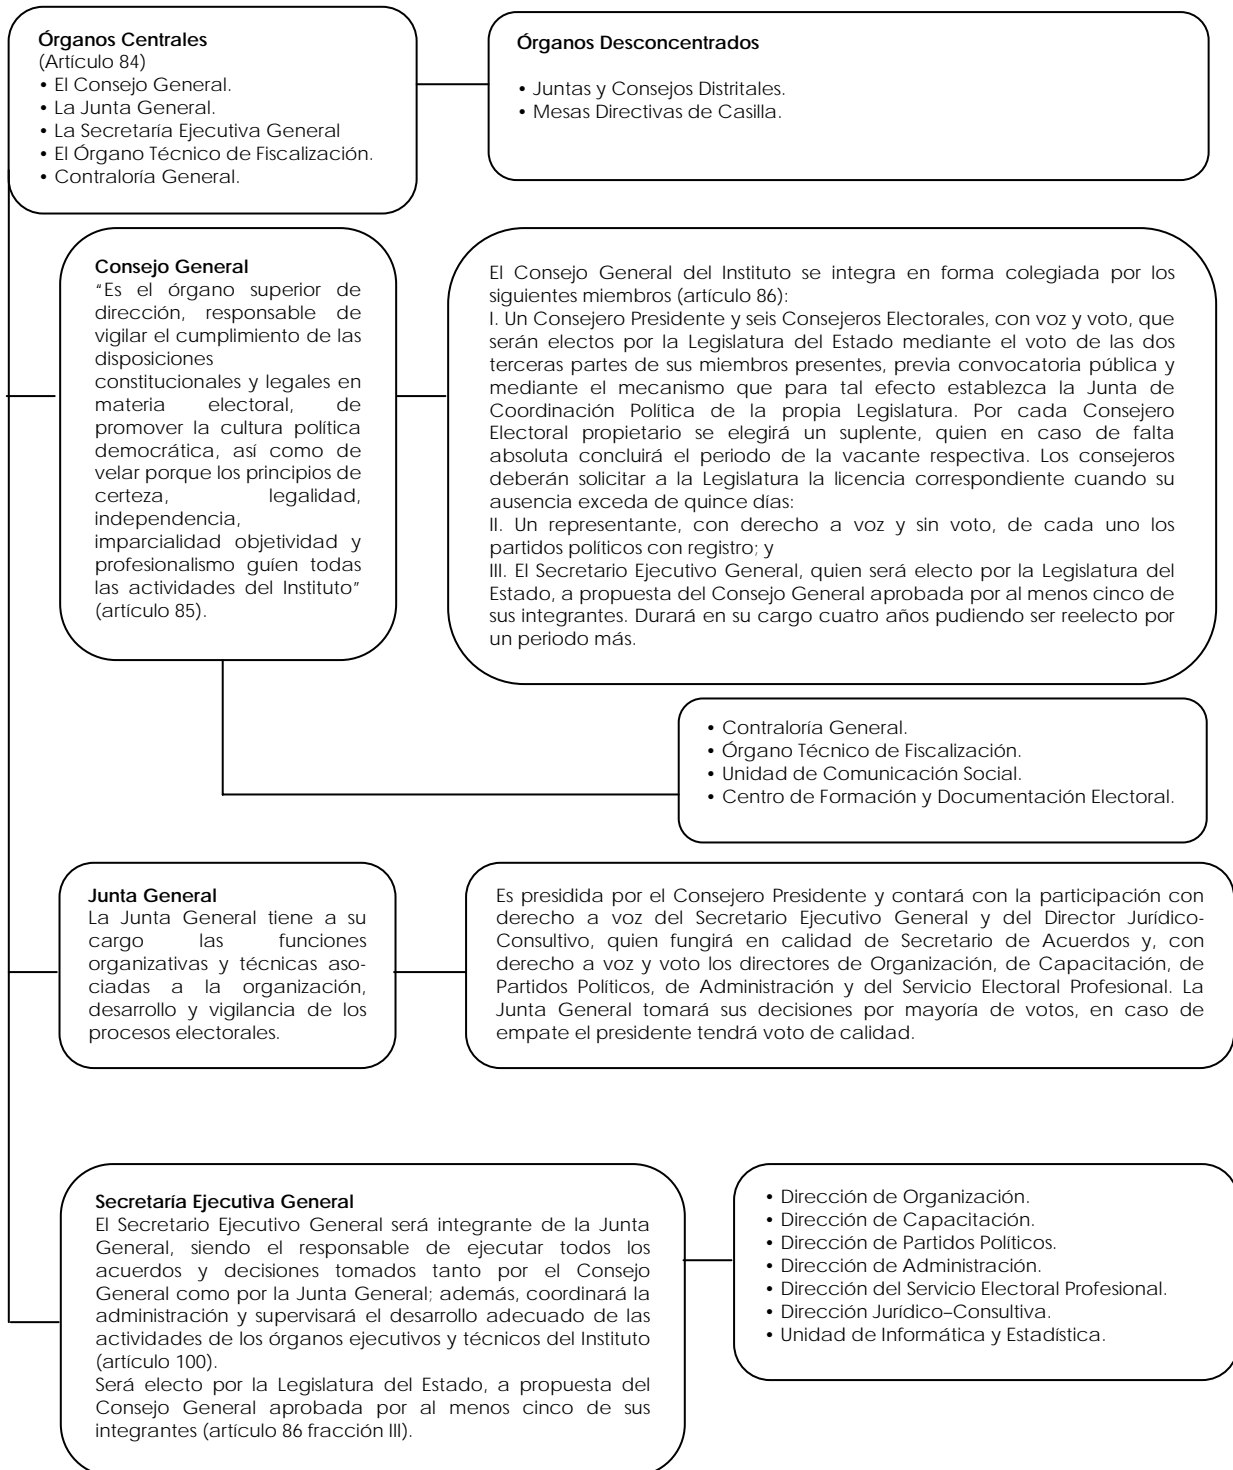 Órganos Centrales
(Artículo 84)
• El Consejo General.
• La Junta General.
• La Secretaría Ejecutiva General
• El Órgano Técnico de Fiscalización.
• Contraloría General.
Órganos Desconcentrados
• Juntas y Consejos Distritales.
• Mesas Directivas de Casilla.
Consejo General
“Es el órgano superior de
dirección, responsable de
vigilar el cumplimiento de las
disposiciones
constitucionales y legales en
materia electoral, de
promover la cultura política
democrática, así como de
velar porque los principios de
certeza, legalidad,
independencia,
imparcialidad objetividad y
profesionalismo guíen todas
las actividades del Instituto”
(artículo 85).
El Consejo General del Instituto se integra en forma colegiada por los
siguientes miembros (artículo 86):
I. Un Consejero Presidente y seis Consejeros Electorales, con voz y voto, que
serán electos por la Legislatura del Estado mediante el voto de las dos
terceras partes de sus miembros presentes, previa convocatoria pública y
mediante el mecanismo que para tal efecto establezca la Junta de
Coordinación Política de la propia Legislatura. Por cada Consejero
Electoral propietario se elegirá un suplente, quien en caso de falta
absoluta concluirá el periodo de la vacante respectiva. Los consejeros
deberán solicitar a la Legislatura la licencia correspondiente cuando su
ausencia exceda de quince días:
II. Un representante, con derecho a voz y sin voto, de cada uno los
partidos políticos con registro; y
III. El Secretario Ejecutivo General, quien será electo por la Legislatura del
Estado, a propuesta del Consejo General aprobada por al menos cinco de
sus integrantes. Durará en su cargo cuatro años pudiendo ser reelecto por
un periodo más.
• Contraloría General.
• Órgano Técnico de Fiscalización.
• Unidad de Comunicación Social.
• Centro de Formación y Documentación Electoral.
Junta General
La Junta General tiene a su
cargo las funciones
organizativas y técnicas aso-
ciadas a la organización,
desarrollo y vigilancia de los
procesos electorales.
Es presidida por el Consejero Presidente y contará con la participación con
derecho a voz del Secretario Ejecutivo General y del Director Jurídico-
Consultivo, quien fungirá en calidad de Secretario de Acuerdos y, con
derecho a voz y voto los directores de Organización, de Capacitación, de
Partidos Políticos, de Administración y del Servicio Electoral Profesional. La
Junta General tomará sus decisiones por mayoría de votos, en caso de
empate el presidente tendrá voto de calidad.
Secretaría Ejecutiva General
El Secretario Ejecutivo General será integrante de la Junta
General, siendo el responsable de ejecutar todos los
acuerdos y decisiones tomados tanto por el Consejo
General como por la Junta General; además, coordinará la
administración y supervisará el desarrollo adecuado de las
actividades de los órganos ejecutivos y técnicos del Instituto
(artículo 100).
Será electo por la Legislatura del Estado, a propuesta del
Consejo General aprobada por al menos cinco de sus
integrantes (artículo 86 fracción III).
• Dirección de Organización.
• Dirección de Capacitación.
• Dirección de Partidos Políticos.
• Dirección de Administración.
• Dirección del Servicio Electoral Profesional.
• Dirección Jurídico–Consultiva.
• Unidad de Informática y Estadística.